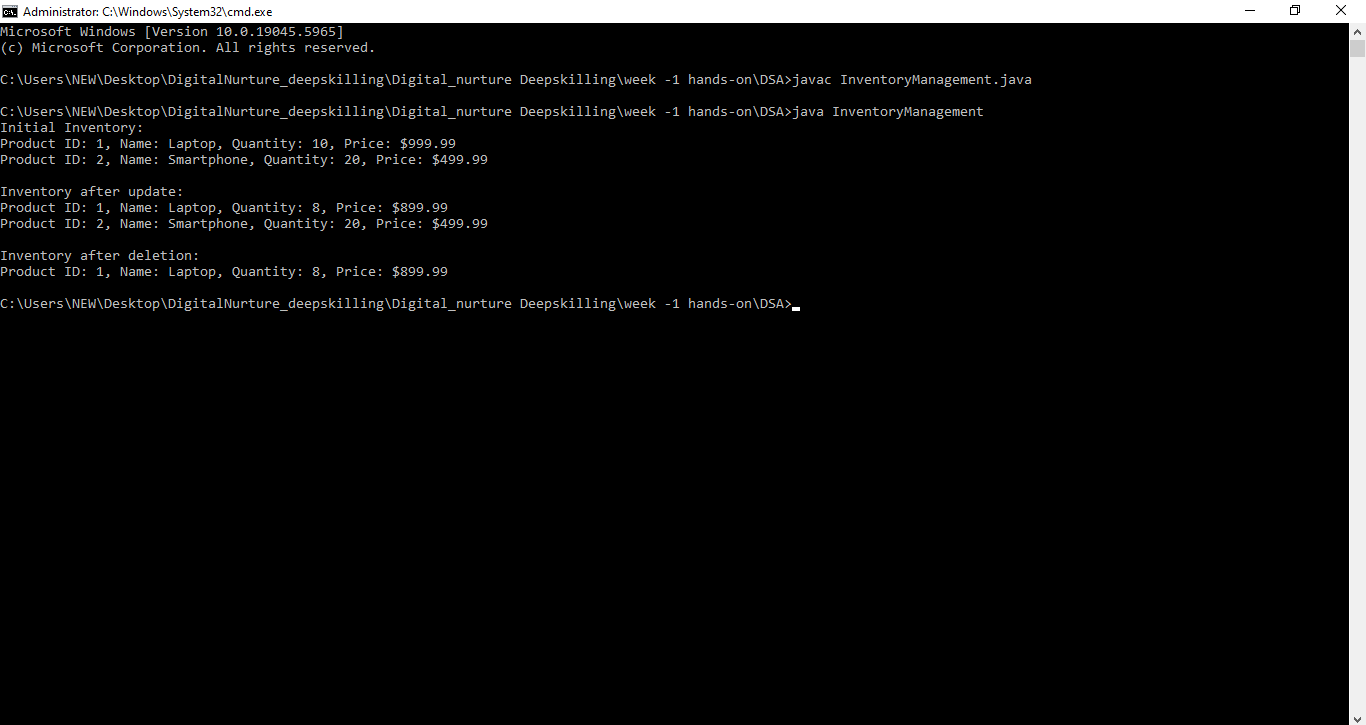 Administrator: C:\Windows\System32\cmd.exe
Microsoft Windows [Version 10.0.19045.5965]
(c) Microsoft Corporation. All rights reserved.
C:\Users\NEW\Desktop\DigitalNurture_deepskilling\Digital_nurture Deepskilling\week -1 hands-on\DSA>javac InventoryManagement.java
C:\Users\NEW\Desktop\DigitalNurture_deepskilling\Digital_nurture Deepskilling\week -1 hands-on\DSA>java InventoryManagement
Initial Inventory:
Product ID: 1, Name: Laptop, Quantity: 10, Price: $999.99
Product ID: 2, Name: Smartphone, Quantity: 20, Price: $499.99
Inventory after update:
Product ID: 1, Name: Laptop, Quantity: 8, Price: $899.99
Product ID: 2, Name: Smartphone, Quantity: 20, Price: $499.99
Inventory after deletion:
Product ID: 1, Name: Laptop, Quantity: 8, Price: $899.99
C:\Users\NEW\Desktop\DigitalNurture_deepskilling\Digital_nurture Deepskilling\week -1 hands-on\DSA>